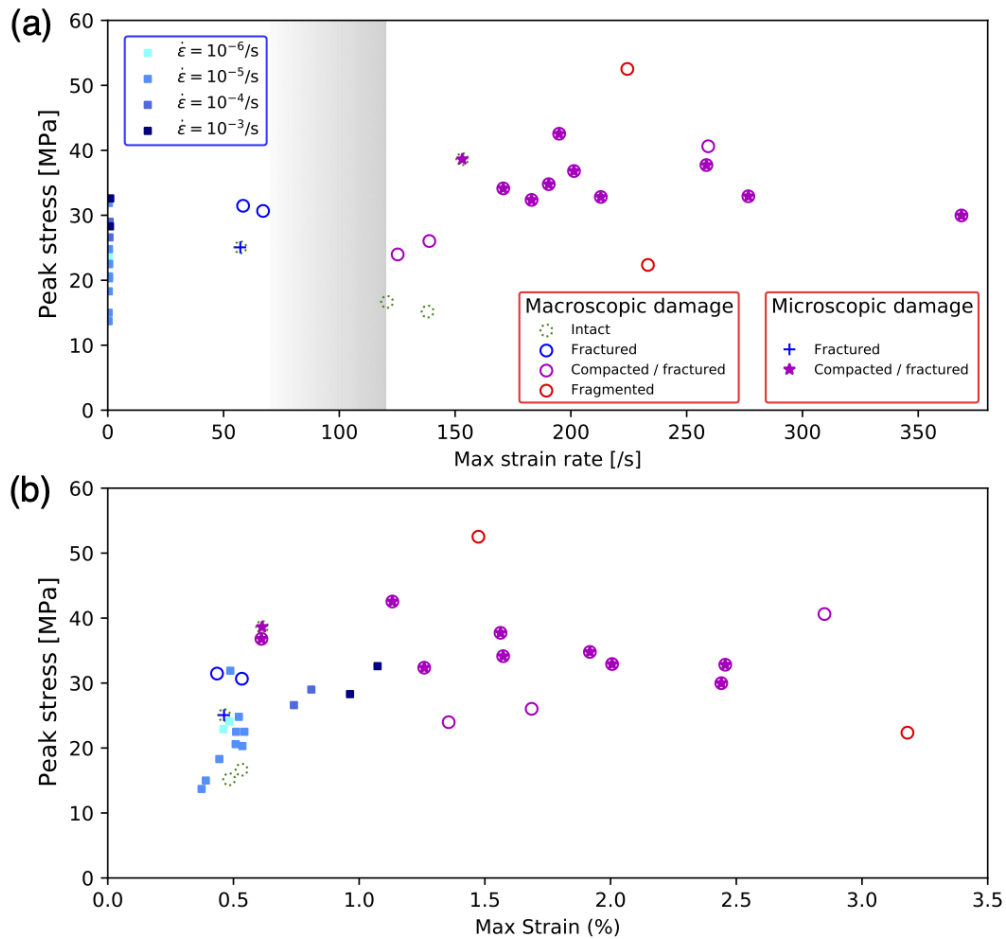 (a)
60
50
40
30
20
10
0
Peak stress [MPa]
ε̇ = 10⁻⁶/s
ε̇ = 10⁻⁵/s
ε̇ = 10⁻⁴/s
ε̇ = 10⁻³/s
Macroscopic damage
Intact
Fractured
Compacted / fractured
Fragmented
Microscopic damage
Fractured
Compacted / fractured
0 50 100 150 200 250 300 350
Max strain rate [/s]
(b)
60
50
40
30
20
10
0
Peak stress [MPa]
0.0 0.5 1.0 1.5 2.0 2.5 3.0 3.5
Max Strain (%)